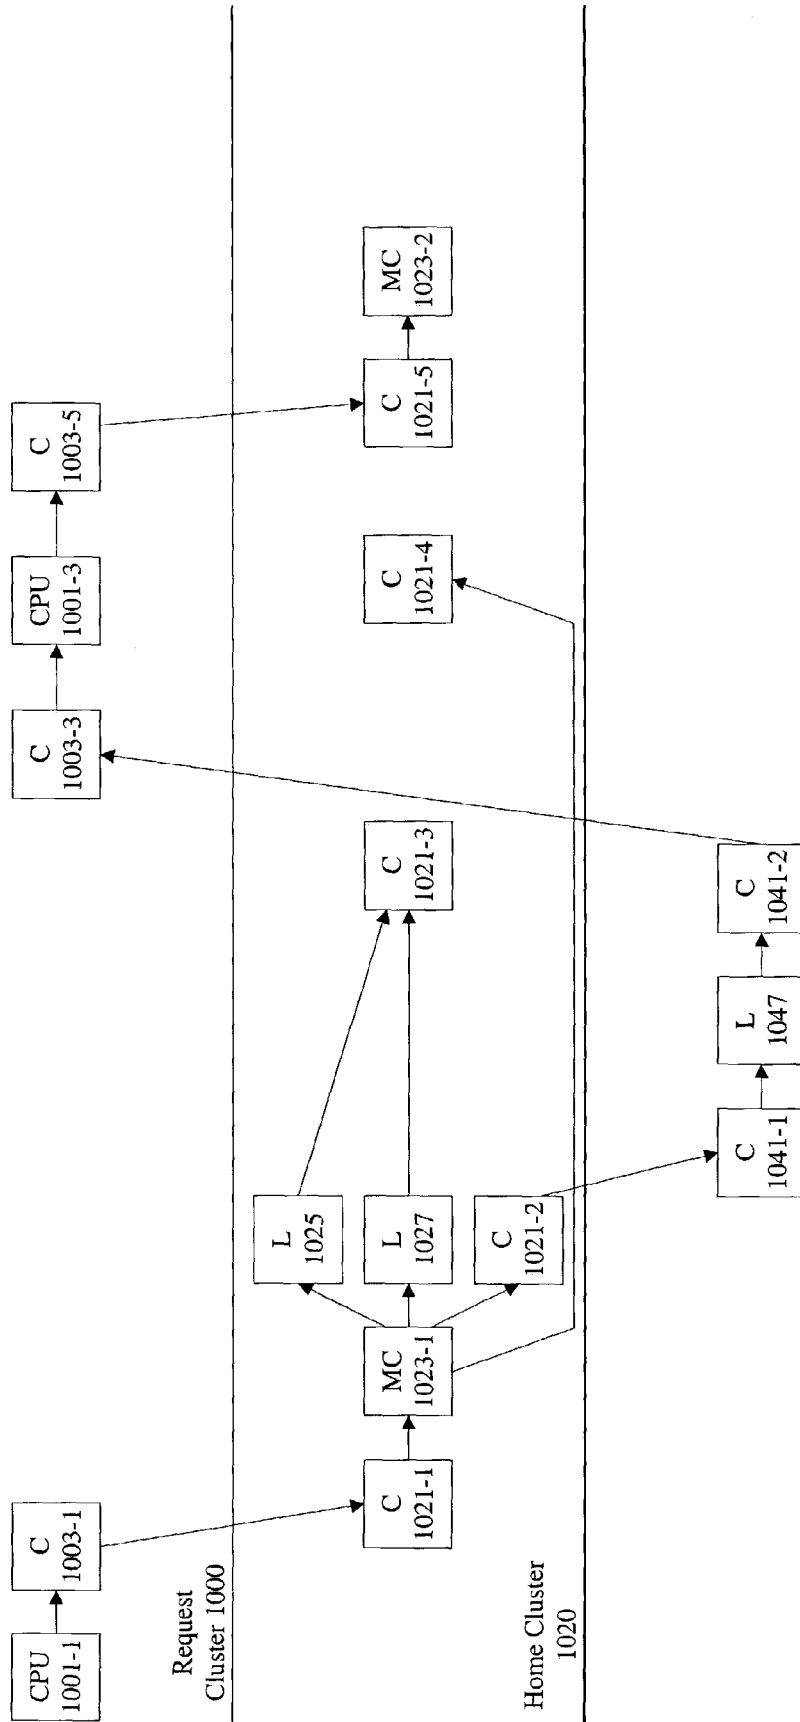 CPU
1001-1
C
1003-1
C
1003-3
CPU
1001-3
C
1003-5
Request
Cluster 1000
C
1021-1
MC
1023-1
L
1025
L
1027
C
1021-2
C
1021-3
C
1021-4
C
1021-5
MC
1023-2
Home Cluster
1020
C
1041-1
L
1047
C
1041-2